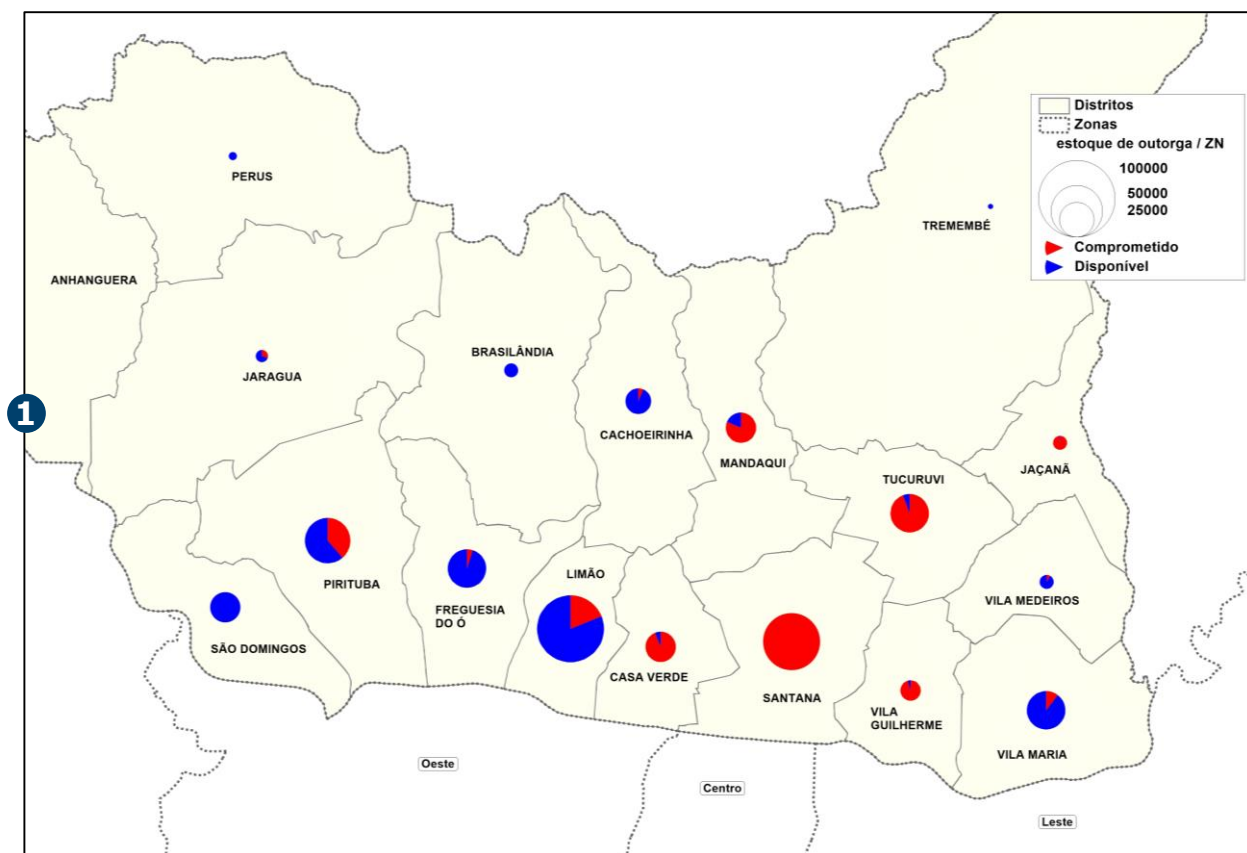 Distritos
Zonas
estoque de outorga / ZN
100000
50000
25000
Comprometido
Disponível
PERUS
TREMEMBÉ
ANHANGUERA
JARAGUA
BRASILÂNDIA
1
CACHOEIRINHA
MANDAQUI
JAÇANÃ
TUCURUVI
PIRITUBA
LIMÃO
FREGUESIA
DO Ó
VILA MEDEIROS
SÃO DOMINGOS
CASA VERDE
SANTANA
VILA
GUILHERME
VILA MARIA
Oeste
Centro
Leste